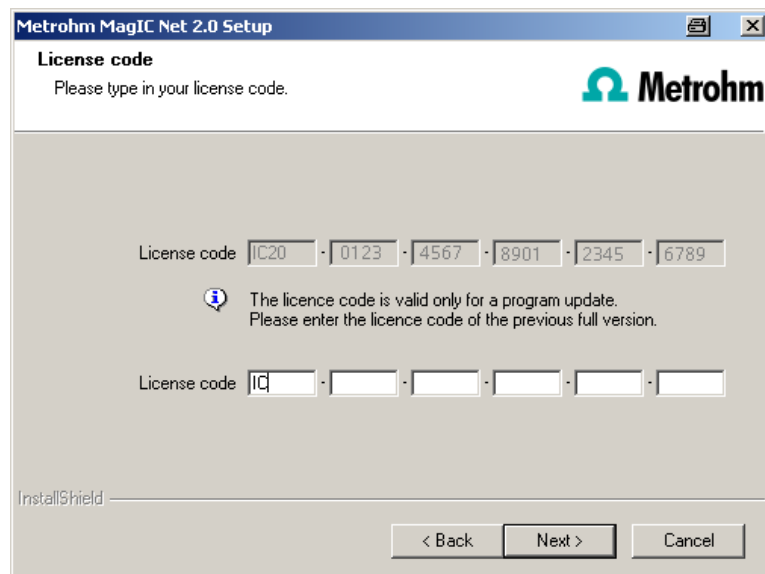 Metrohm MagIC Net 2.0 Setup
License code
Please type in your license code.
Metrohm
License code IC20 - 0123 - 4567 - 8901 - 2345 - 6789
The licence code is valid only for a program update.
Please enter the licence code of the previous full version.
License code IC - - - - -
InstallShield
< Back Next > Cancel